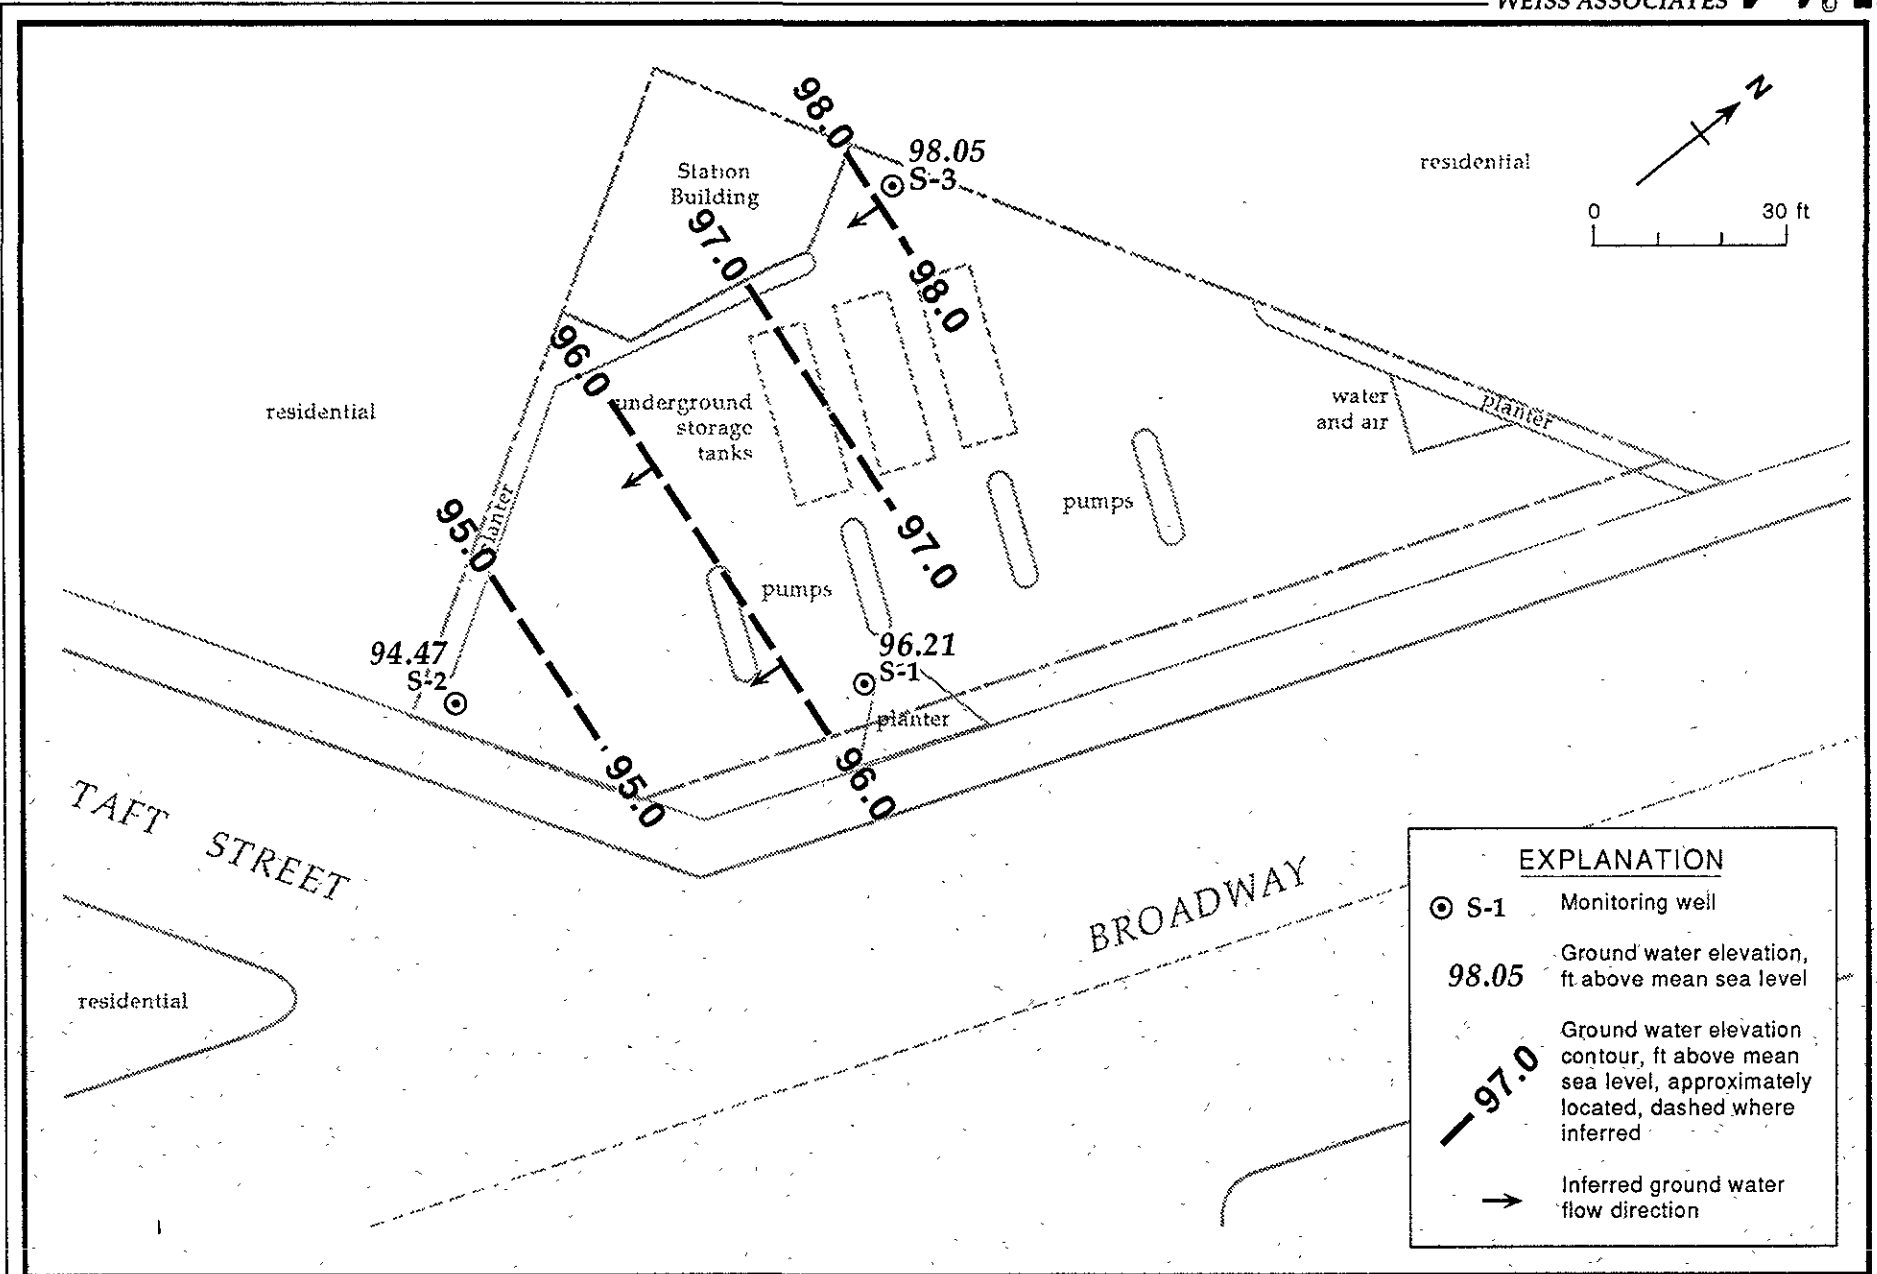 WEISS ASSOCIATES
©
N
0 30 ft
98.0
98.05
S-3
Station
Building
residential
97.0
98.0
96.0
residential
underground
storage
tanks
water
and air
planter
95.0
pumps
97.0
pumps
94.47
S-2
96.21
S-1
planter
95.0
96.0
TAFT STREET
BROADWAY
residential
EXPLANATION
S-1 Monitoring well
98.05 Ground water elevation,
ft above mean sea level
97.0 Ground water elevation
contour, ft above mean
sea level, approximately
located, dashed where
inferred
Inferred ground water
flow direction